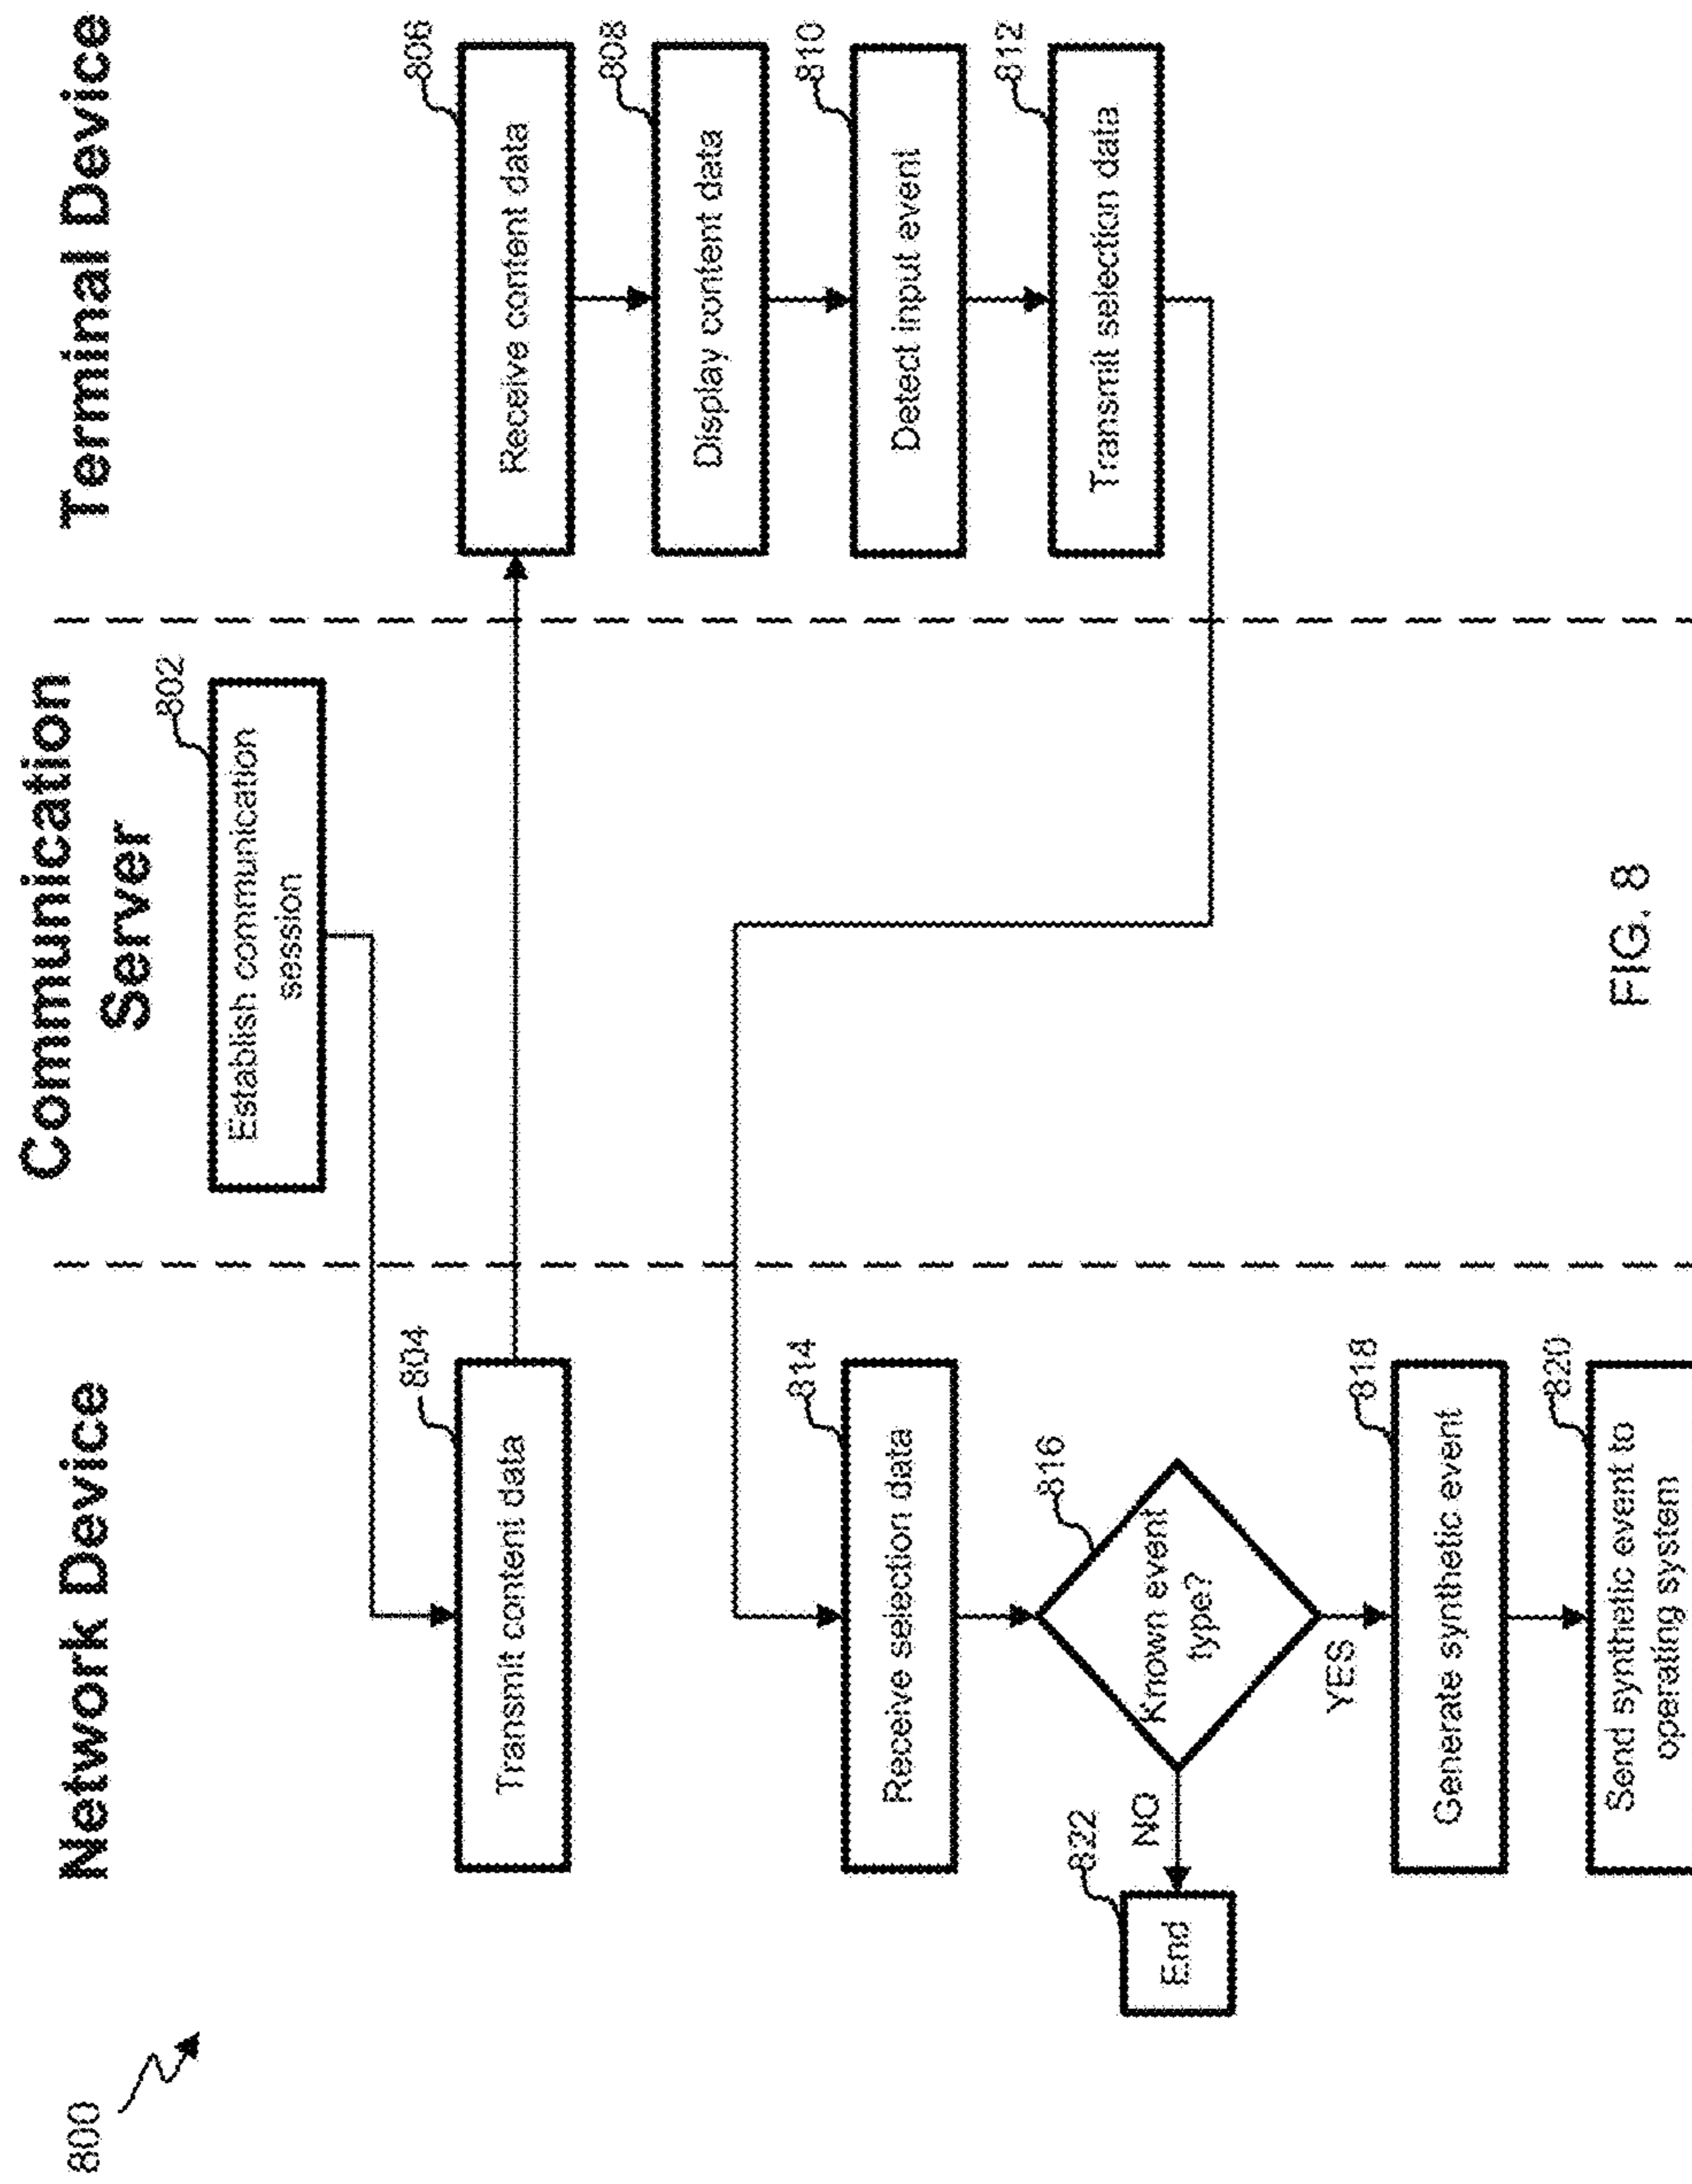 800
Network Device
Communication
Server
Terminal Device
802
Establish communication
session
804
Transmit content data
806
Receive content data
808
Display content data
810
Detect input event
812
Transmit selection data
814
Receive selection data
816
Known event
type?
NO
822
End
YES
818
Generate synthetic event
820
Send synthetic event to
operating system
FIG. 8